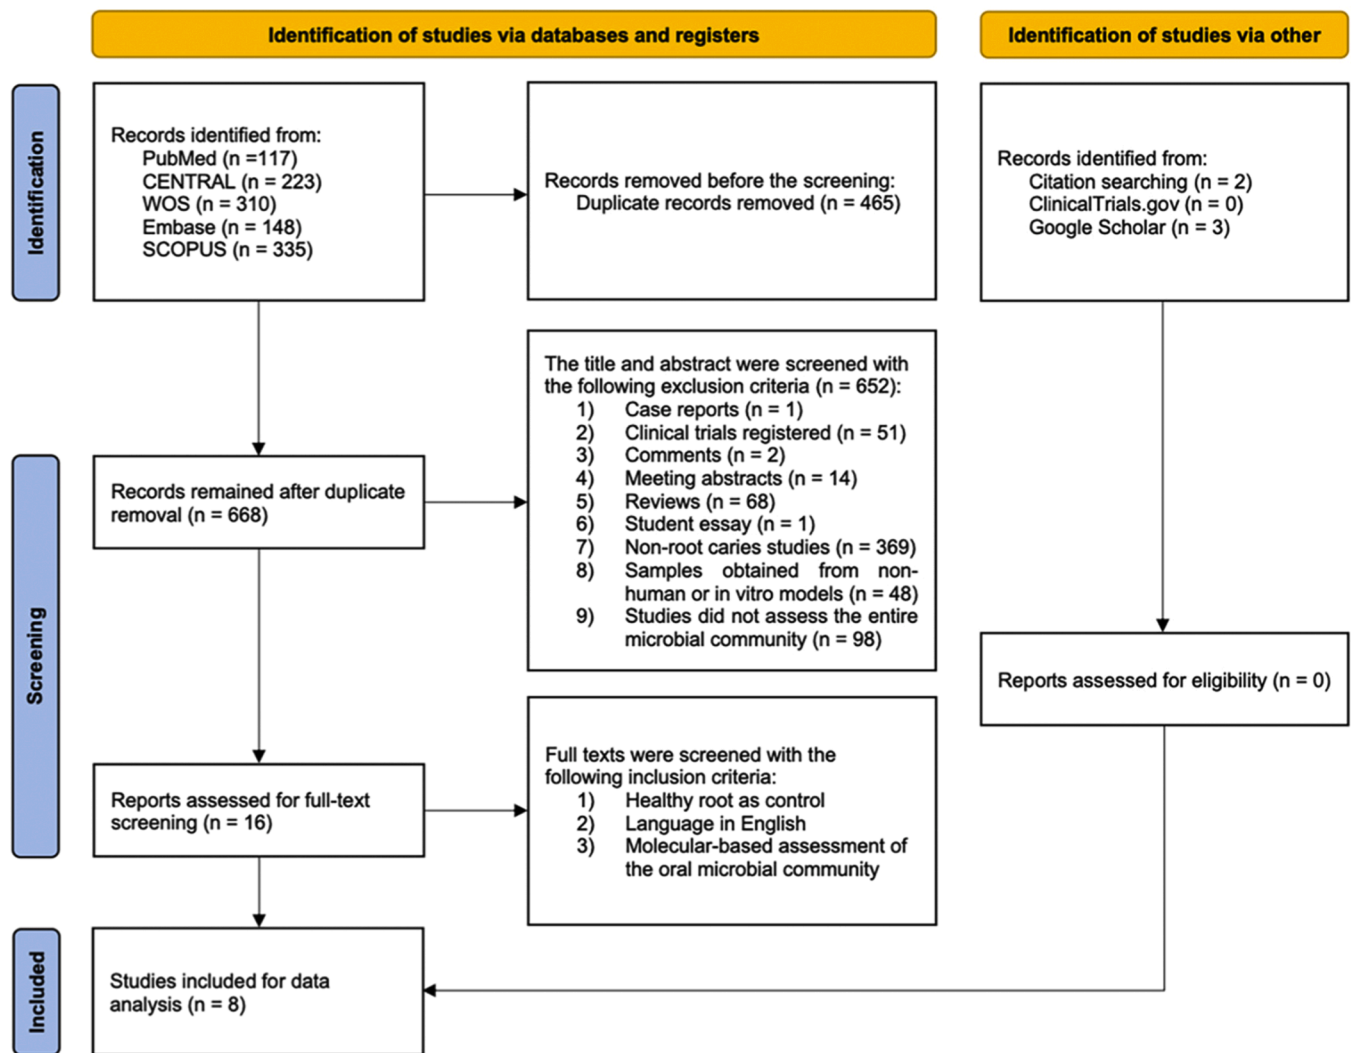 Identification of studies via databases and registers
Identification of studies via other
Identification
Records identified from:
PubMed (n =117)
CENTRAL (n = 223)
WOS (n = 310)
Embase (n = 148)
SCOPUS (n = 335)
Records removed before the screening:
Duplicate records removed (n = 465)
Records identified from:
Citation searching (n = 2)
ClinicalTrials.gov (n = 0)
Google Scholar (n = 3)
Screening
Records remained after duplicate
removal (n = 668)
The title and abstract were screened with
the following exclusion criteria (n = 652):
1) Case reports (n = 1)
2) Clinical trials registered (n = 51)
3) Comments (n = 2)
4) Meeting abstracts (n = 14)
5) Reviews (n = 68)
6) Student essay (n = 1)
7) Non-root caries studies (n = 369)
8) Samples obtained from non-
human or in vitro models (n = 48)
9) Studies did not assess the entire
microbial community (n = 98)
Reports assessed for eligibility (n = 0)
Reports assessed for full-text
screening (n = 16)
Full texts were screened with the
following inclusion criteria:
1) Healthy root as control
2) Language in English
3) Molecular-based assessment of
the oral microbial community
Included
Studies included for data
analysis (n = 8)